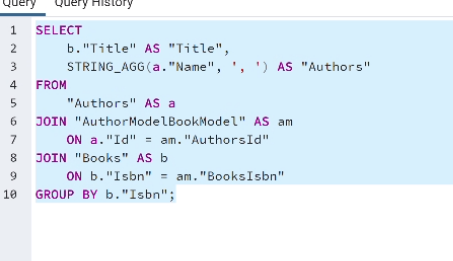 Query Query History
1 SELECT
2 b."Title" AS "Title",
3 STRING_AGG(a."Name", ', ') AS "Authors"
4 FROM
5 "Authors" AS a
6 JOIN "AuthorModelBookModel" AS am
7 ON a."Id" = am."AuthorsId"
8 JOIN "Books" AS b
9 ON b."Isbn" = am."BooksIsbn"
10 GROUP BY b."Isbn";